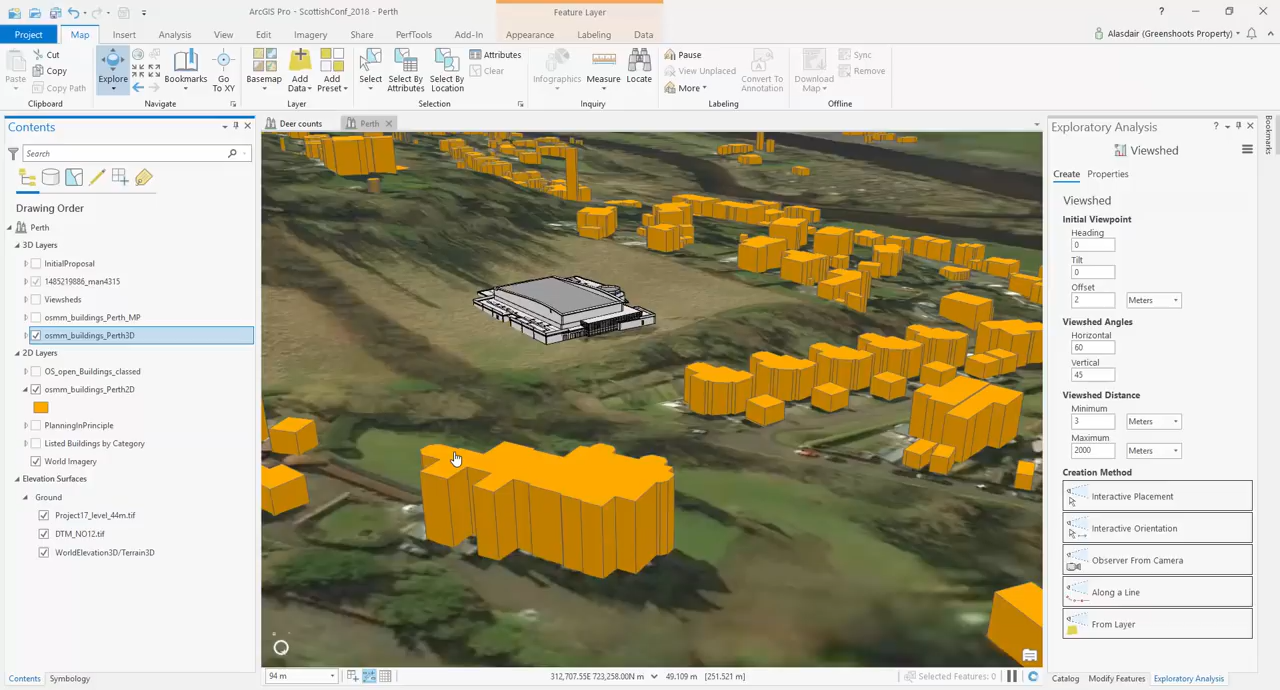 ArcGIS Pro - ScottishConf_2018 - Perth
Feature Layer
?
Project
Map
Insert
Analysis
View
Edit
Imagery
Share
PerfTools
Add-In
Appearance
Labeling
Data
Alasdair (Greenshoots Property)
Paste
Cut
Copy
Copy Path
Clipboard
Explore
Bookmarks
Go To XY
Navigate
Basemap
Add Data
Add Preset
Layer
Select
Select By Attributes
Select By Location
Attributes
Clear
Selection
Infographics
Measure
Locate
Inquiry
Pause
View Unplaced
More
Convert To Annotation
Labeling
Download Map
Sync
Remove
Offline
Contents
Search
Drawing Order
Perth
3D Layers
InitialProposal
1485219886_man4315
Viewsheds
osmm_buildings_Perth_MP
osmm_buildings_Perth3D
2D Layers
OS_open_Buildings_classed
osmm_buildings_Perth2D
PlanningInPrinciple
Listed Buildings by Category
World Imagery
Elevation Surfaces
Ground
Project17_level_44m.tif
DTM_NO12.tif
WorldElevation3D/Terrain3D
Contents
Symbology
Deer counts
Perth
94 m
312,707.55E 723,258.00N m
49.109 m
[251.521 m]
Selected Features: 0
Exploratory Analysis
?
Viewshed
Create
Properties
Viewshed
Initial Viewpoint
Heading
0
Tilt
0
Offset
2
Meters
Viewshed Angles
Horizontal
60
Vertical
45
Viewshed Distance
Minimum
3
Meters
Maximum
2000
Meters
Creation Method
Interactive Placement
Interactive Orientation
Observer From Camera
Along a Line
From Layer
Catalog
Modify Features
Exploratory Analysis
Bookmarks